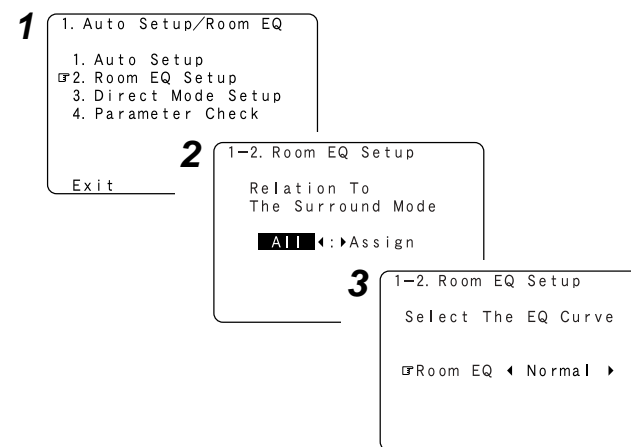 1
1. Auto Setup/Room EQ
1. Auto Setup
☞2. Room EQ Setup
3. Direct Mode Setup
4. Parameter Check
Exit
2
1-2. Room EQ Setup
Relation To
The Surround Mode
All ◀:▶Assign
3
1-2. Room EQ Setup
Select The EQ Curve
☞Room EQ ◀ Normal ▶